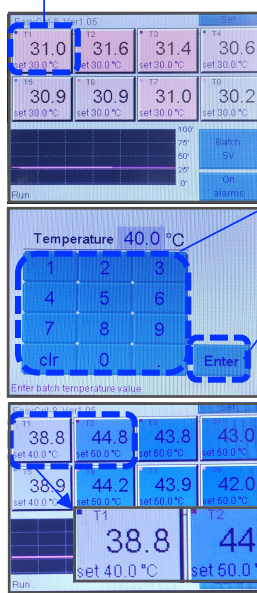 EasyCol-8 Ver1.05 Set
T1 T2 T3 T4
31.0 31.6 31.4 30.6
set 30.0 °C set 30.0 °C set 30.0 °C set 30.0 °C
T5 T6 T7 T8
30.9 30.9 31.0 30.2
set 30.0 °C set 30.0 °C set 30.0 °C set 30.0 °C
100'
75'
50'
25'
0'
Batch
SV
On
alarms
Run
Temperature 40.0 °C
1 2 3
4 5 6
7 8 9
clr 0 .
Enter
Enter batch temperature value
EasyCol-8 Ver1.05 Set
T1 T2 T3
38.8 44.8 43.8 43.0
set 40.0 °C set 50.0 °C set 50.0 °C set 50.0 °C
38.9 44.2 43.9 42.0
set 40.0 °C set 50.0 °C set 50.0 °C set 50.0 °C
T1 T2
38.8 44
set 40.0 °C set 50.0 °C
Run